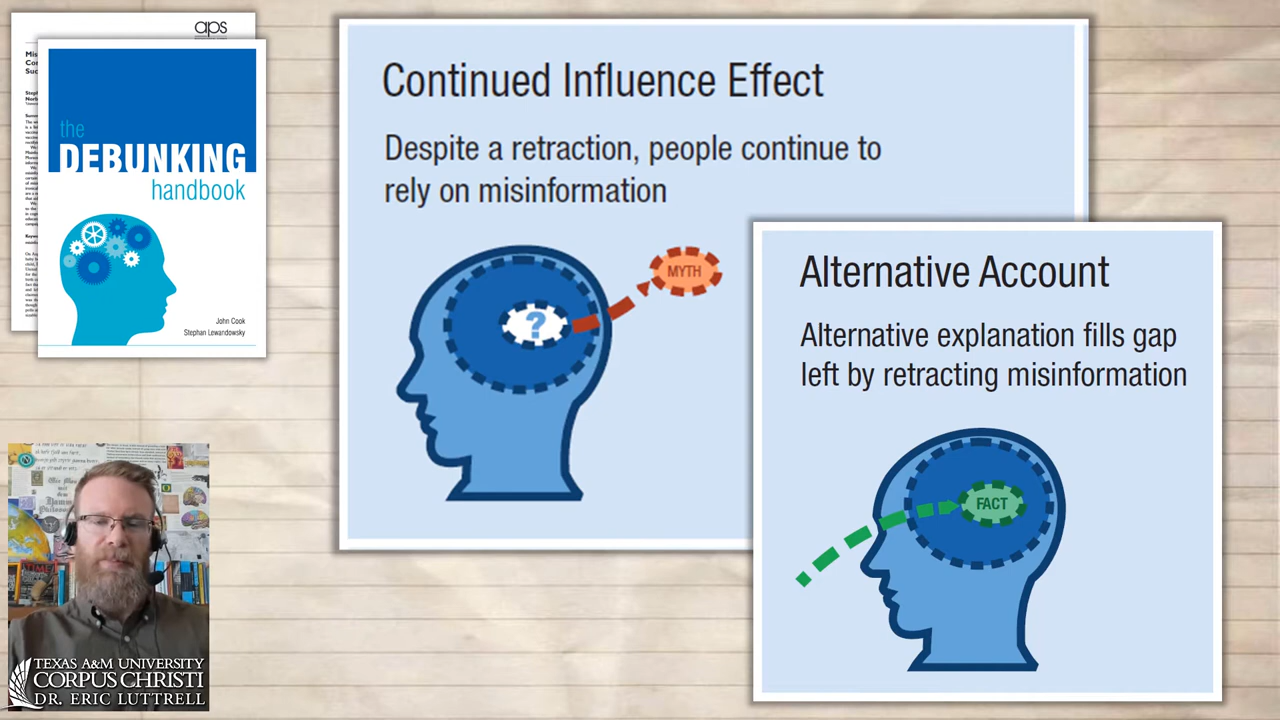 aps
the
DEBUNKING
handbook
John Cook
Stephan Lewandowsky
Continued Influence Effect
Despite a retraction, people continue to
rely on misinformation
?
MYTH
Alternative Account
Alternative explanation fills gap
left by retracting misinformation
FACT
TIME
TEXAS A&M UNIVERSITY
CORPUS CHRISTI
DR. ERIC LUTTRELL